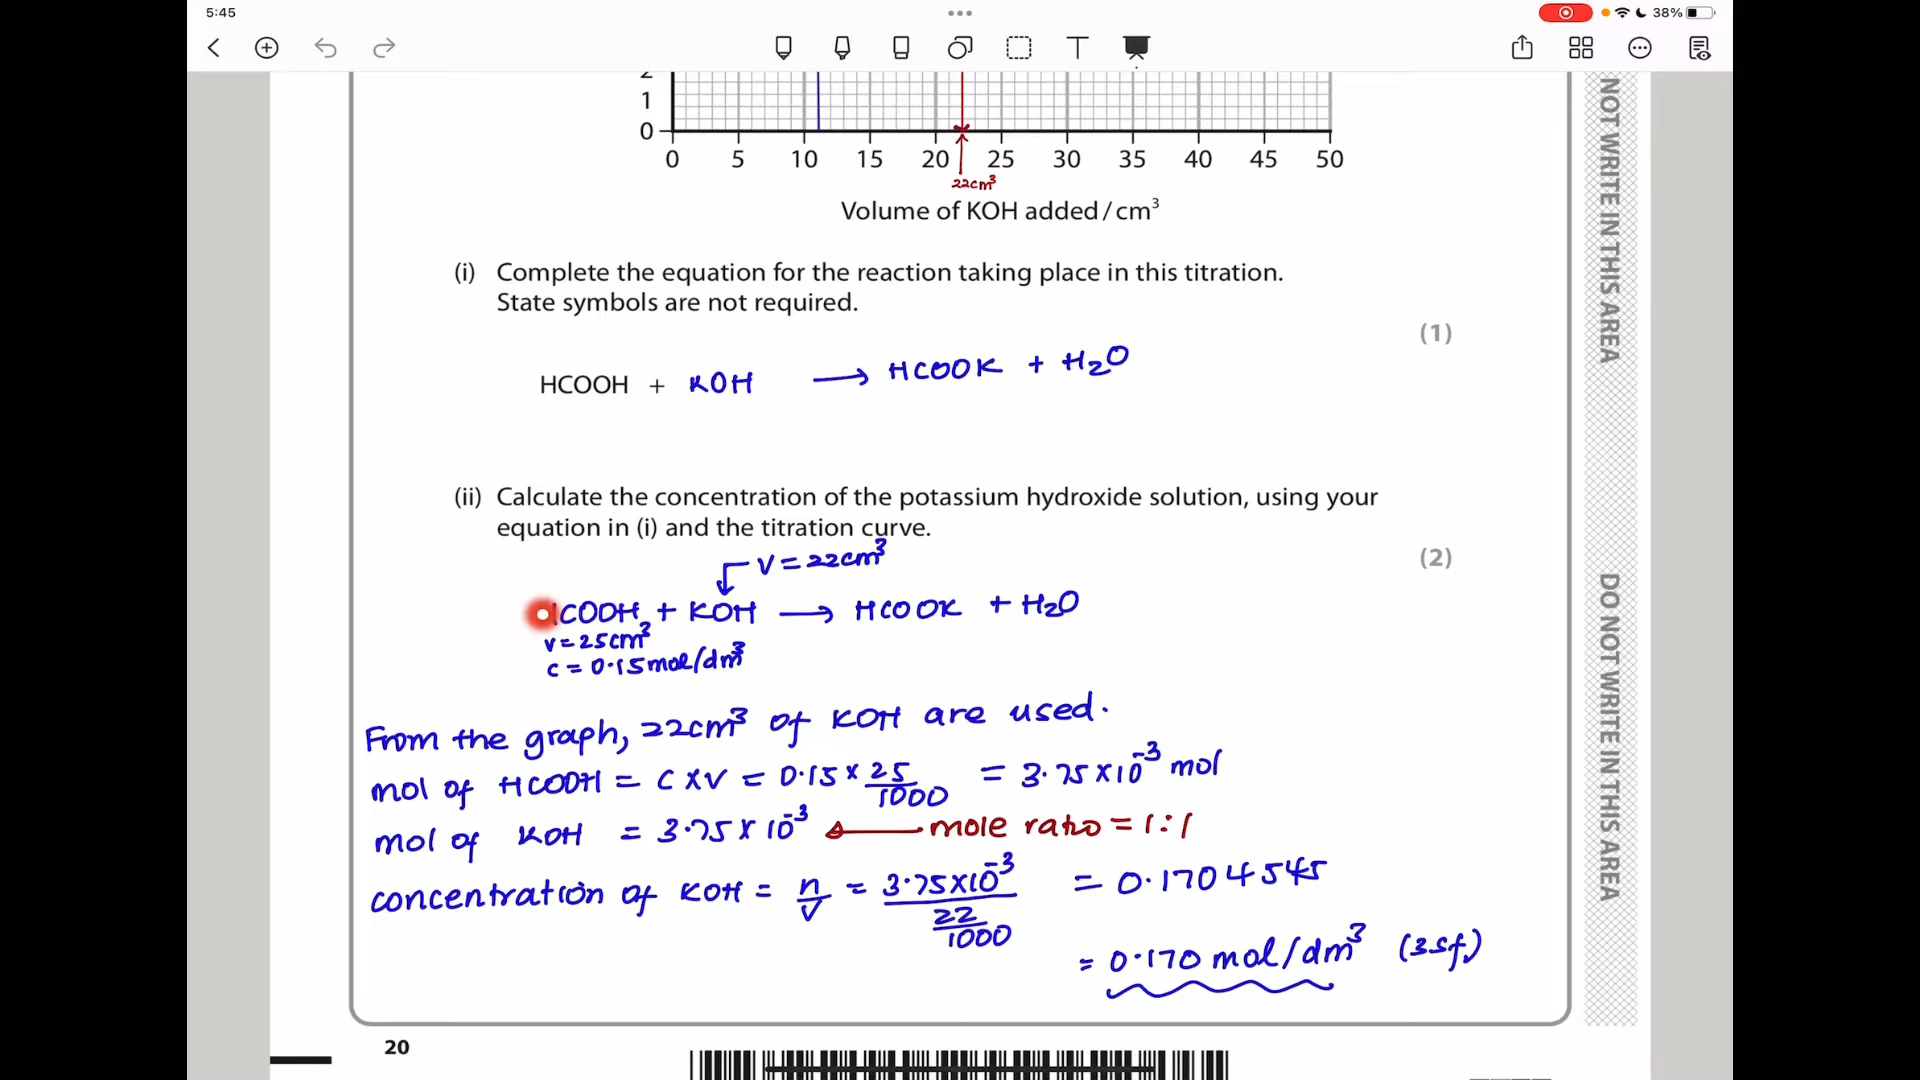 5:45
38%
2
1
0
0 5 10 15 20 25 30 35 40 45 50
22cm³
Volume of KOH added/cm³
(i) Complete the equation for the reaction taking place in this titration.
State symbols are not required.
(1)
HCOOH + KOH ⟶ HCOOK + H₂O
(ii) Calculate the concentration of the potassium hydroxide solution, using your
equation in (i) and the titration curve.
(2)
V = 22cm³
COOH + KOH ⟶ HCOOK + H₂O
V = 25cm³
C = 0.15mol/dm³
From the graph, 22cm³ of KOH are used.
mol of HCOOH = C X V = 0.15 × 25/1000 = 3.75 × 10⁻³ mol
mol of KOH = 3.75 × 10⁻³ ← mole ratio = 1:1
concentration of KOH = n/V = 3.75×10⁻³ / 22/1000 = 0.1704545
= 0.170 mol/dm³ (3sf)
20
NOT WRITE IN THIS AREA
DO NOT WRITE IN THIS AREA